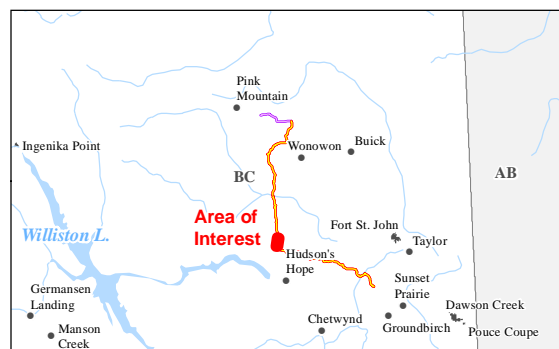 Pink
Mountain
Ingenika Point
Wonowon
Buick
BC
AB
Area of
Interest
Williston L.
Fort St. John
Taylor
Hudson's
Hope
Germansen
Landing
Sunset
Prairie
Dawson Creek
Manson
Creek
Chetwynd
Groundbirch
Pouce Coupe